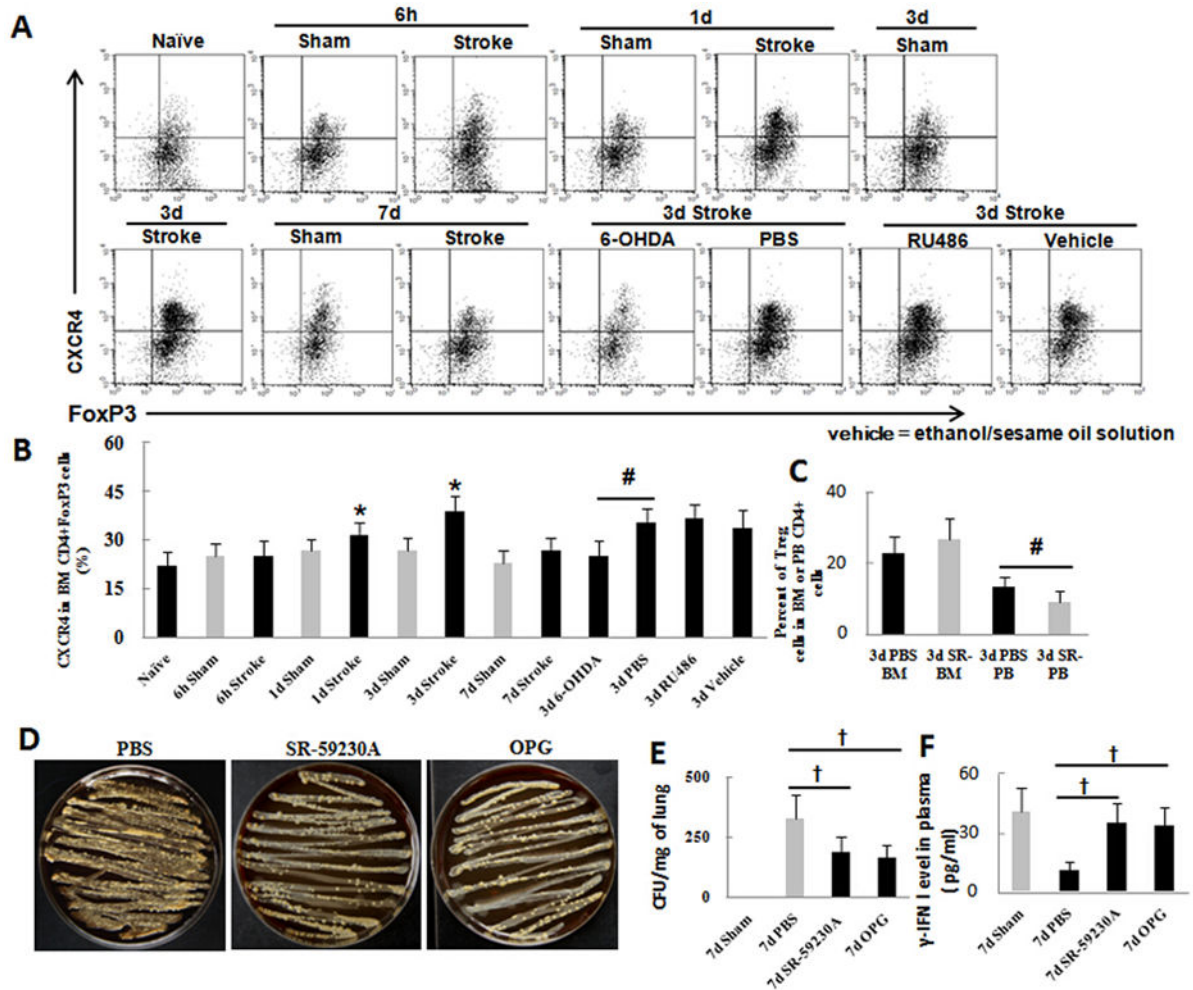 A
6h
1d
3d
Naïve
Sham
Stroke
Sham
Stroke
Sham
3d
7d
3d Stroke
3d Stroke
Stroke
Sham
Stroke
6-OHDA
PBS
RU486
Vehicle
CXCR4
FoxP3
vehicle = ethanol/sesame oil solution
B
CXCR4 in BM CD4+FoxP3 cells
(%)
60
45
30
15
0
*
*
#
Naïve
6h Sham
6h Stroke
1d Sham
1d Stroke
3d Sham
3d Stroke
7d Sham
7d Stroke
3d 6-OHDA
3d PBS
3d RU486
3d Vehicle
C
Percent of Treg
cells in BM or PB CD4+
cells
40
20
0
#
3d PBS
BM
3d SR-
BM
3d PBS
PB
3d SR-
PB
D
PBS
SR-59230A
OPG
E
CFU/mg of lung
500
250
0
†
†
7d Sham
7d PBS
7d SR-59230A
7d OPG
F
γ-IFN level in plasma
(pg/ml)
60
30
0
†
†
7d Sham
7d PBS
7d SR-59230A
7d OPG